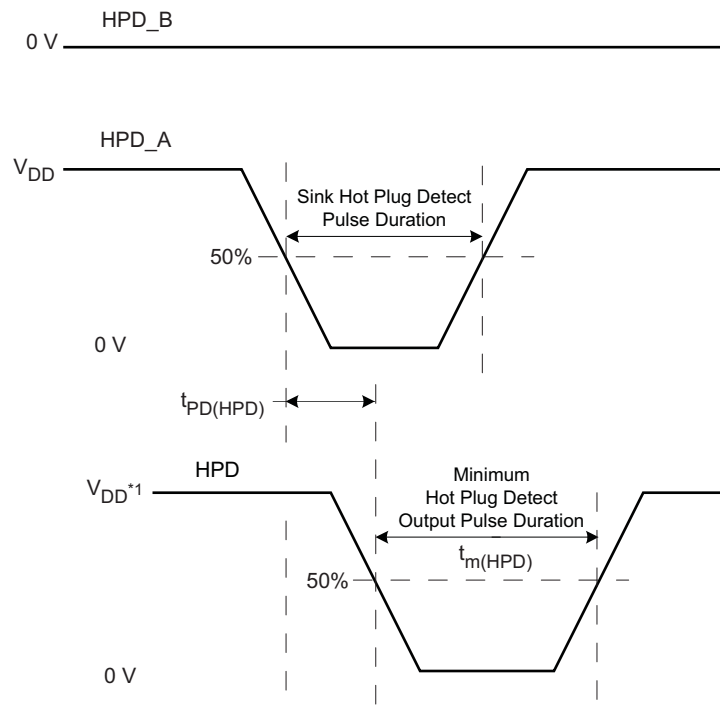 HPD_B
0 V
HPD_A
VDD
Sink Hot Plug Detect
Pulse Duration
50%
0 V
tPD(HPD)
HPD
VDD*1
Minimum
Hot Plug Detect
Output Pulse Duration
tm(HPD)
50%
0 V